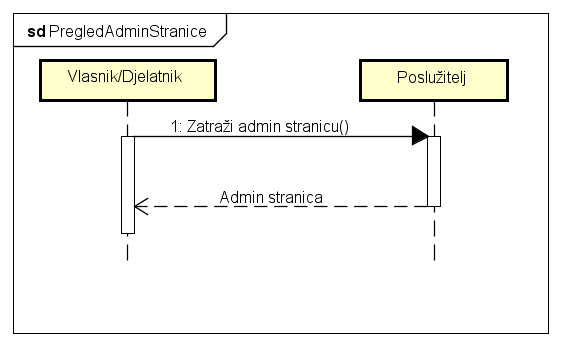 sd PregledAdminStranice
Vlasnik/Djelatnik
Poslužitelj
1: Zatraži admin stranicu()
Admin stranica